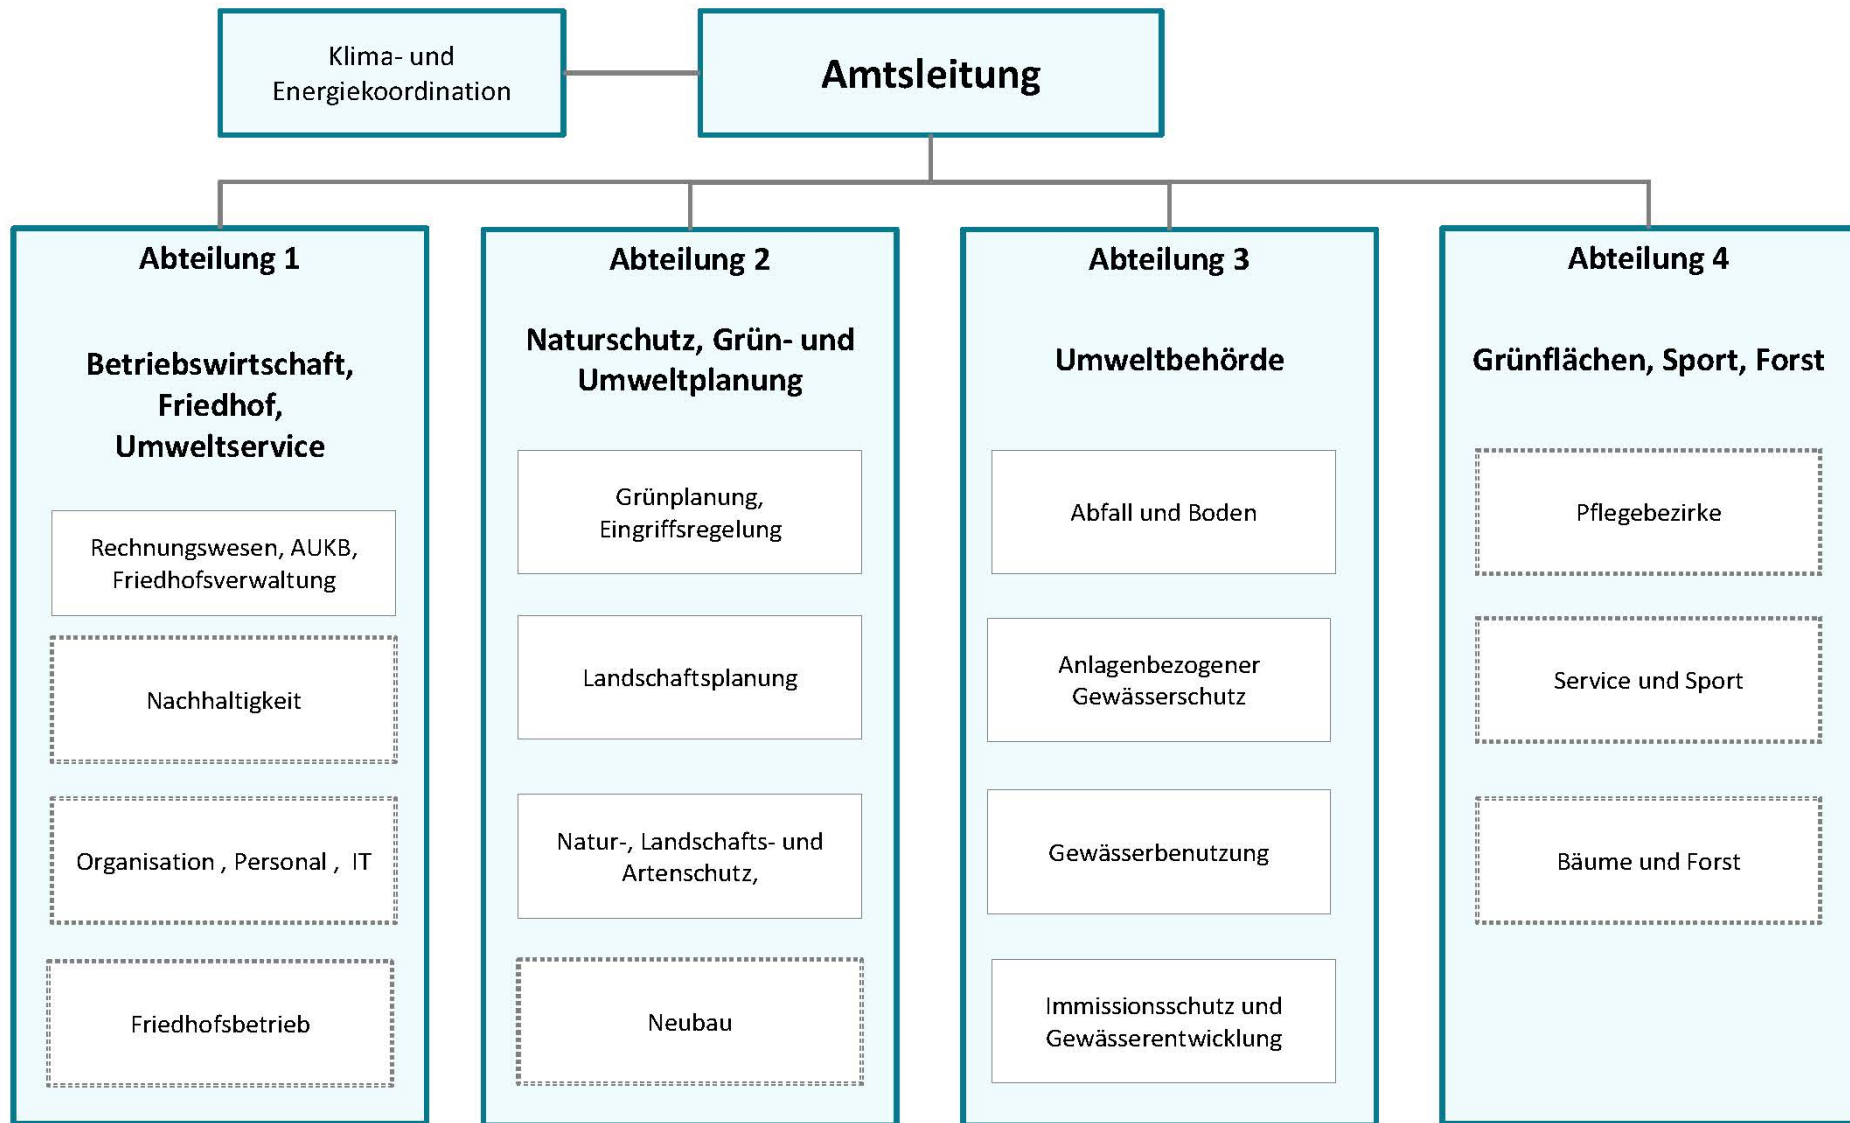 Klima- und
Energiekoordination
Amtsleitung
Abteilung 1
Betriebswirtschaft,
Friedhof,
Umweltservice
Rechnungswesen, AUKB,
Friedhofsverwaltung
Nachhaltigkeit
Organisation , Personal , IT
Friedhofsbetrieb
Abteilung 2
Naturschutz, Grün- und
Umweltplanung
Grünplanung,
Eingriffsregelung
Landschaftsplanung
Natur-, Landschafts- und
Artenschutz,
Neubau
Abteilung 3
Umweltbehörde
Abfall und Boden
Anlagenbezogener
Gewässerschutz
Gewässerbenutzung
Immissionsschutz und
Gewässerentwicklung
Abteilung 4
Grünflächen, Sport, Forst
Pflegebezirke
Service und Sport
Bäume und Forst